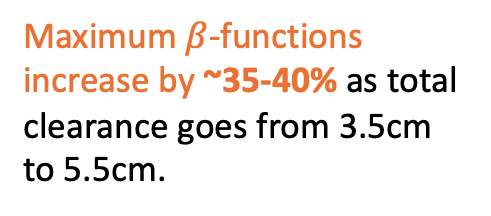 Maximum β-functions
increase by ~35-40% as total
clearance goes from 3.5cm
to 5.5cm.